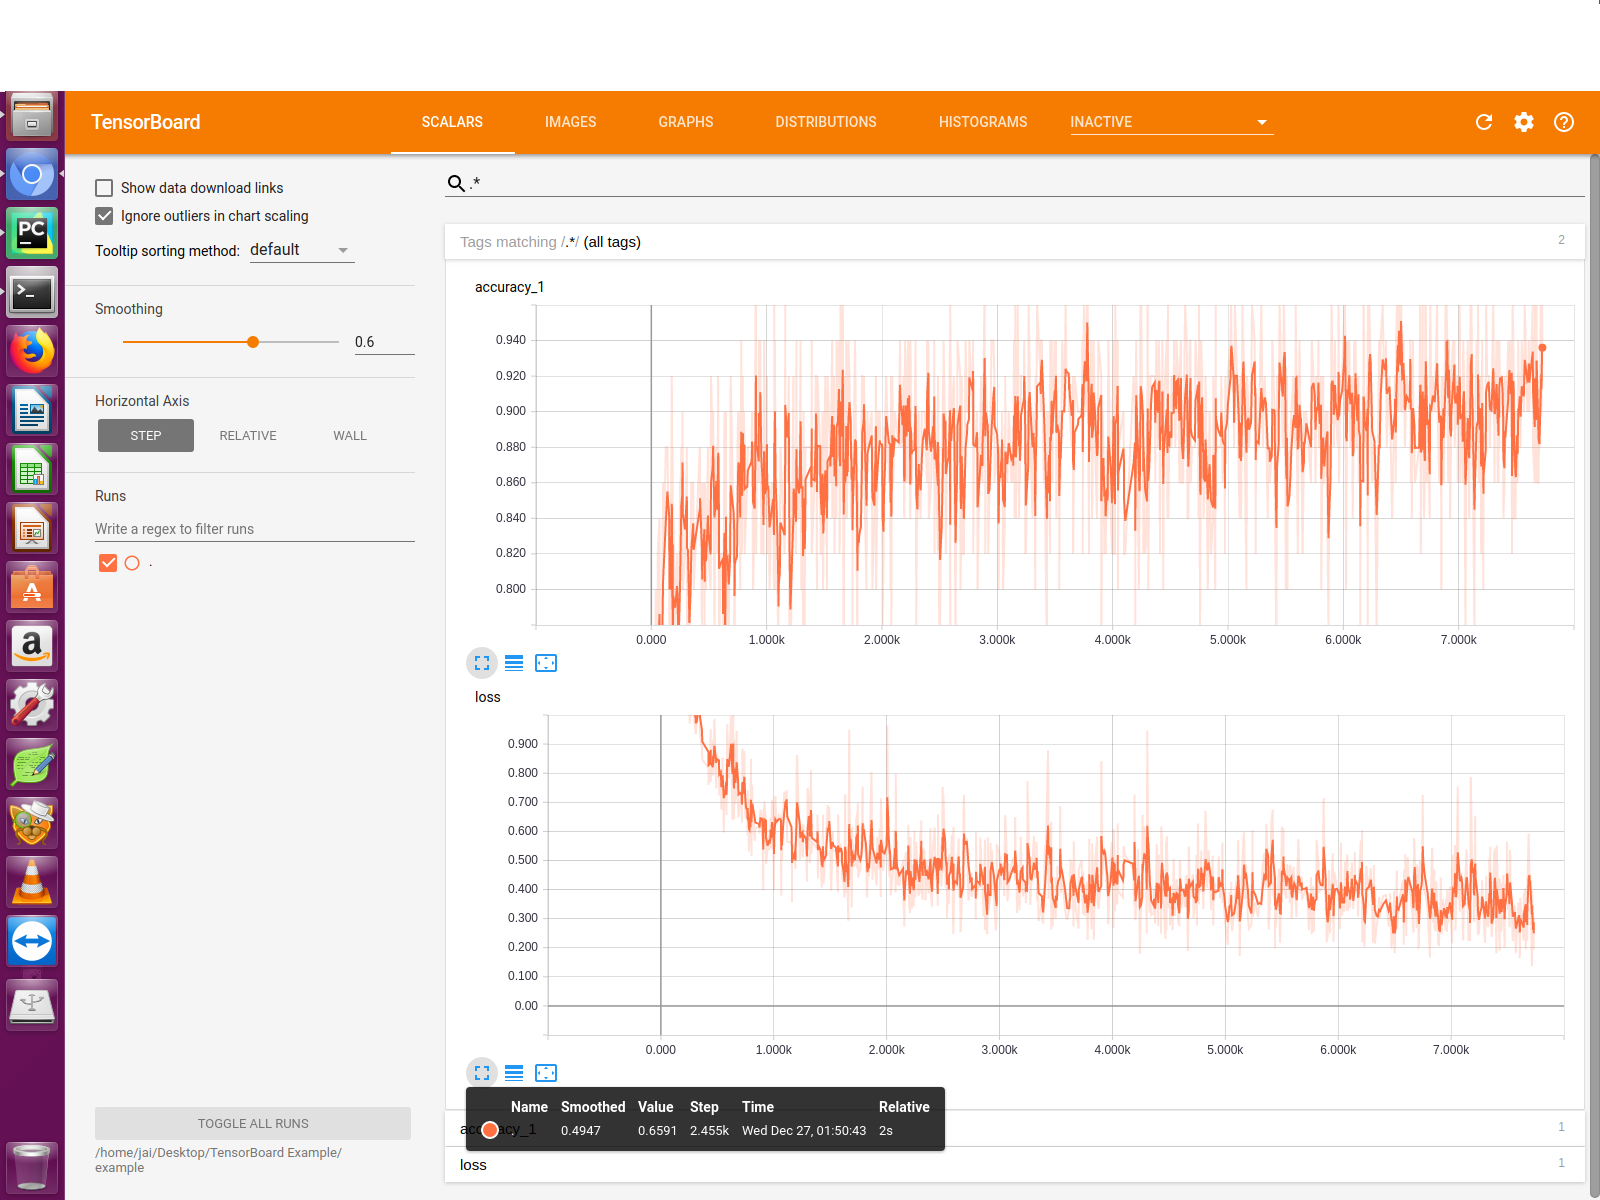 TensorBoard SCALARS IMAGES GRAPHS DISTRIBUTIONS HISTOGRAMS INACTIVE
Show data download links
Ignore outliers in chart scaling
Tooltip sorting method: default
Smoothing
0.6
Horizontal Axis
STEP RELATIVE WALL
Runs
Write a regex to filter runs
.
TOGGLE ALL RUNS
/home/jai/Desktop/TensorBoard Example/
example
.*
Tags matching /.*/ (all tags) 2
accuracy_1
0.940
0.920
0.900
0.880
0.860
0.840
0.820
0.800
0.000 1.000k 2.000k 3.000k 4.000k 5.000k 6.000k 7.000k
loss
0.900
0.800
0.700
0.600
0.500
0.400
0.300
0.200
0.100
0.00
0.000 1.000k 2.000k 3.000k 4.000k 5.000k 6.000k 7.000k
Name Smoothed Value Step Time Relative
0.4947 0.6591 2.455k Wed Dec 27, 01:50:43 2s
accuracy_1 1
loss 1
PC
>_
A
a